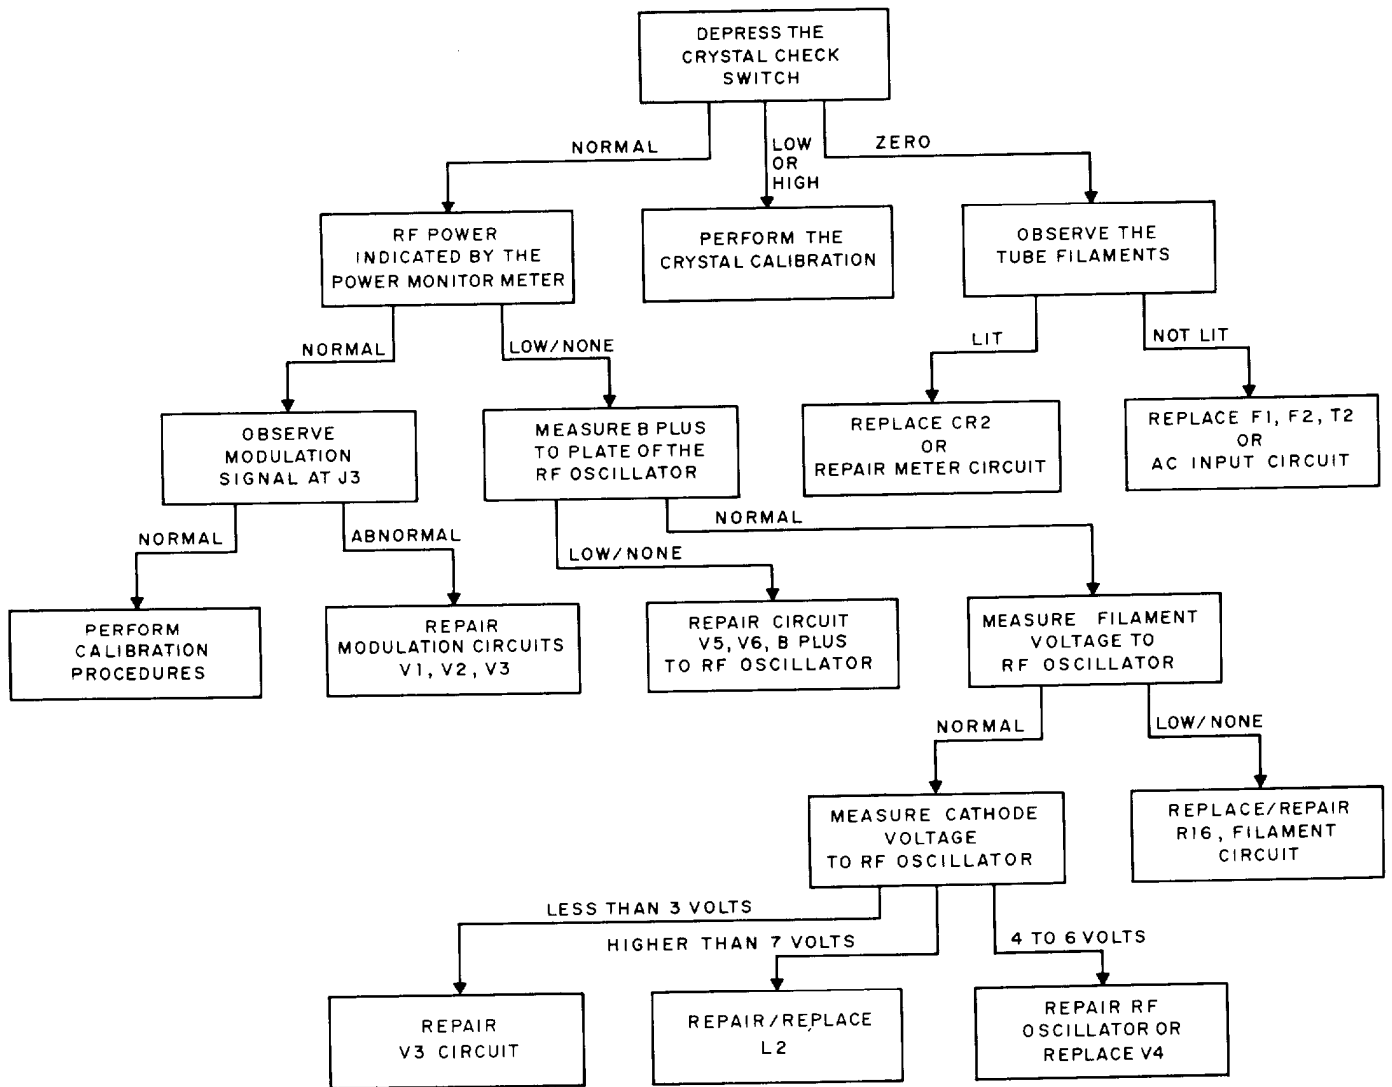 DEPRESS THE
CRYSTAL CHECK
SWITCH
NORMAL
LOW
OR
HIGH
ZERO
RF POWER
INDICATED BY THE
POWER MONITOR METER
PERFORM THE
CRYSTAL CALIBRATION
OBSERVE THE
TUBE FILAMENTS
NORMAL
LOW/NONE
LIT
NOT LIT
OBSERVE
MODULATION
SIGNAL AT J3
MEASURE B PLUS
TO PLATE OF THE
RF OSCILLATOR
REPLACE CR2
OR
REPAIR METER CIRCUIT
REPLACE F1, F2, T2
OR
AC INPUT CIRCUIT
NORMAL
ABNORMAL
LOW/NONE
NORMAL
PERFORM
CALIBRATION
PROCEDURES
REPAIR
MODULATION CIRCUITS
V1, V2, V3
REPAIR CIRCUIT
V5, V6, B PLUS
TO RF OSCILLATOR
MEASURE FILAMENT
VOLTAGE TO
RF OSCILLATOR
NORMAL
LOW/NONE
MEASURE CATHODE
VOLTAGE
TO RF OSCILLATOR
REPLACE/REPAIR
R16, FILAMENT
CIRCUIT
LESS THAN 3 VOLTS
HIGHER THAN 7 VOLTS
4 TO 6 VOLTS
REPAIR
V3 CIRCUIT
REPAIR/REPLACE
L2
REPAIR RF
OSCILLATOR OR
REPLACE V4